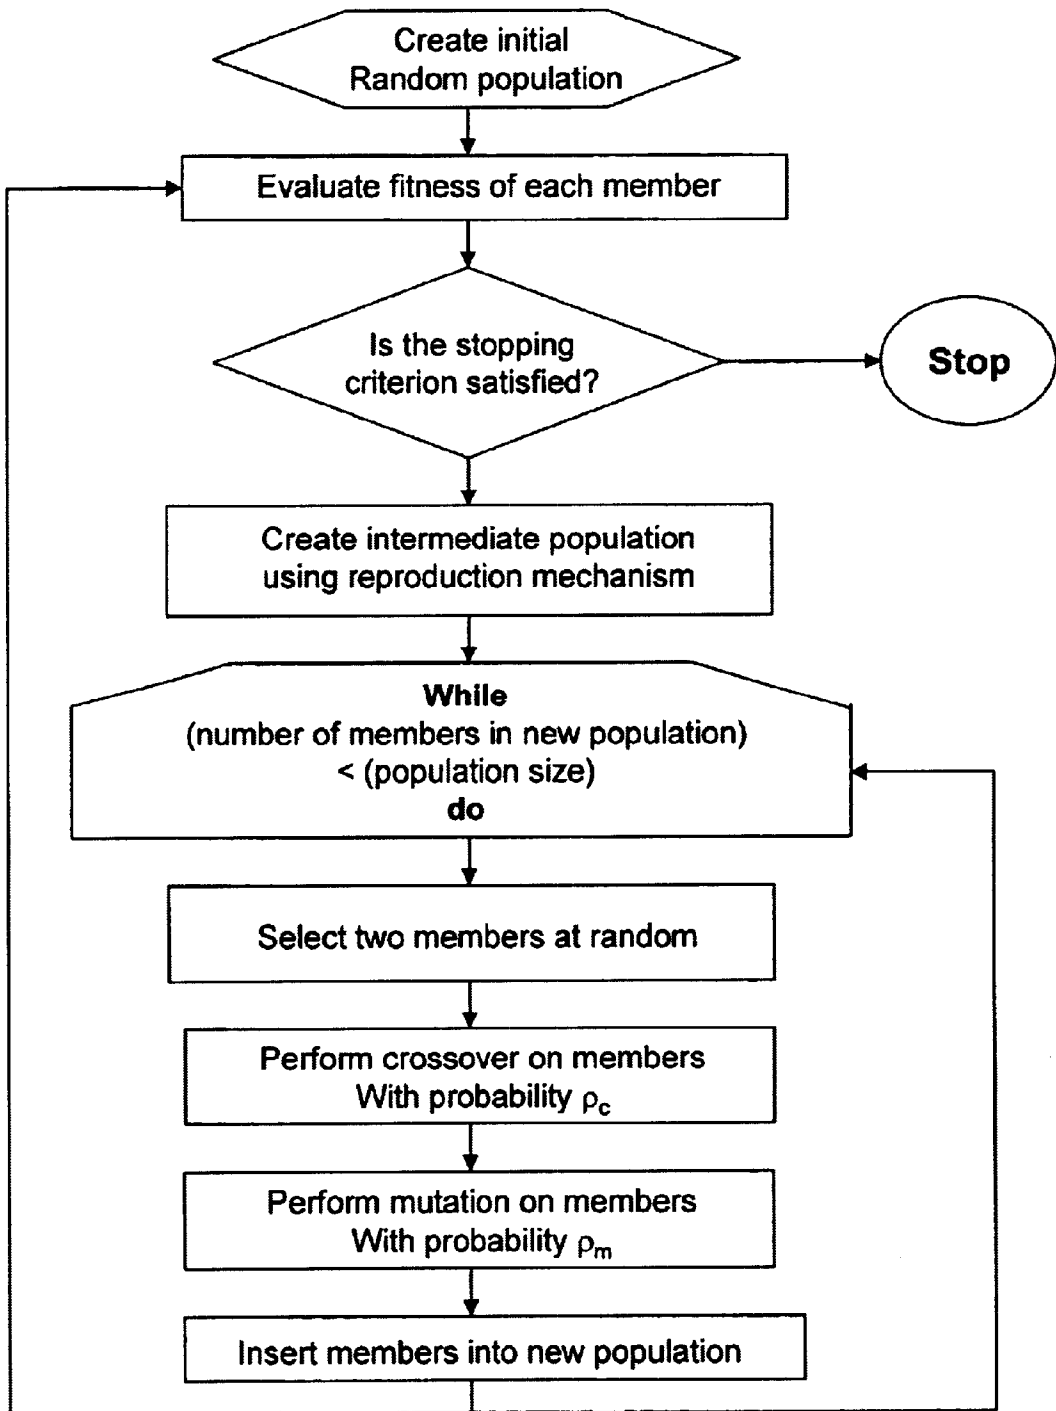 Create initial
Random population
Evaluate fitness of each member
Is the stopping
criterion satisfied?
Stop
Create intermediate population
using reproduction mechanism
While
(number of members in new population)
< (population size)
do
Select two members at random
Perform crossover on members
With probability ρc
Perform mutation on members
With probability ρm
Insert members into new population